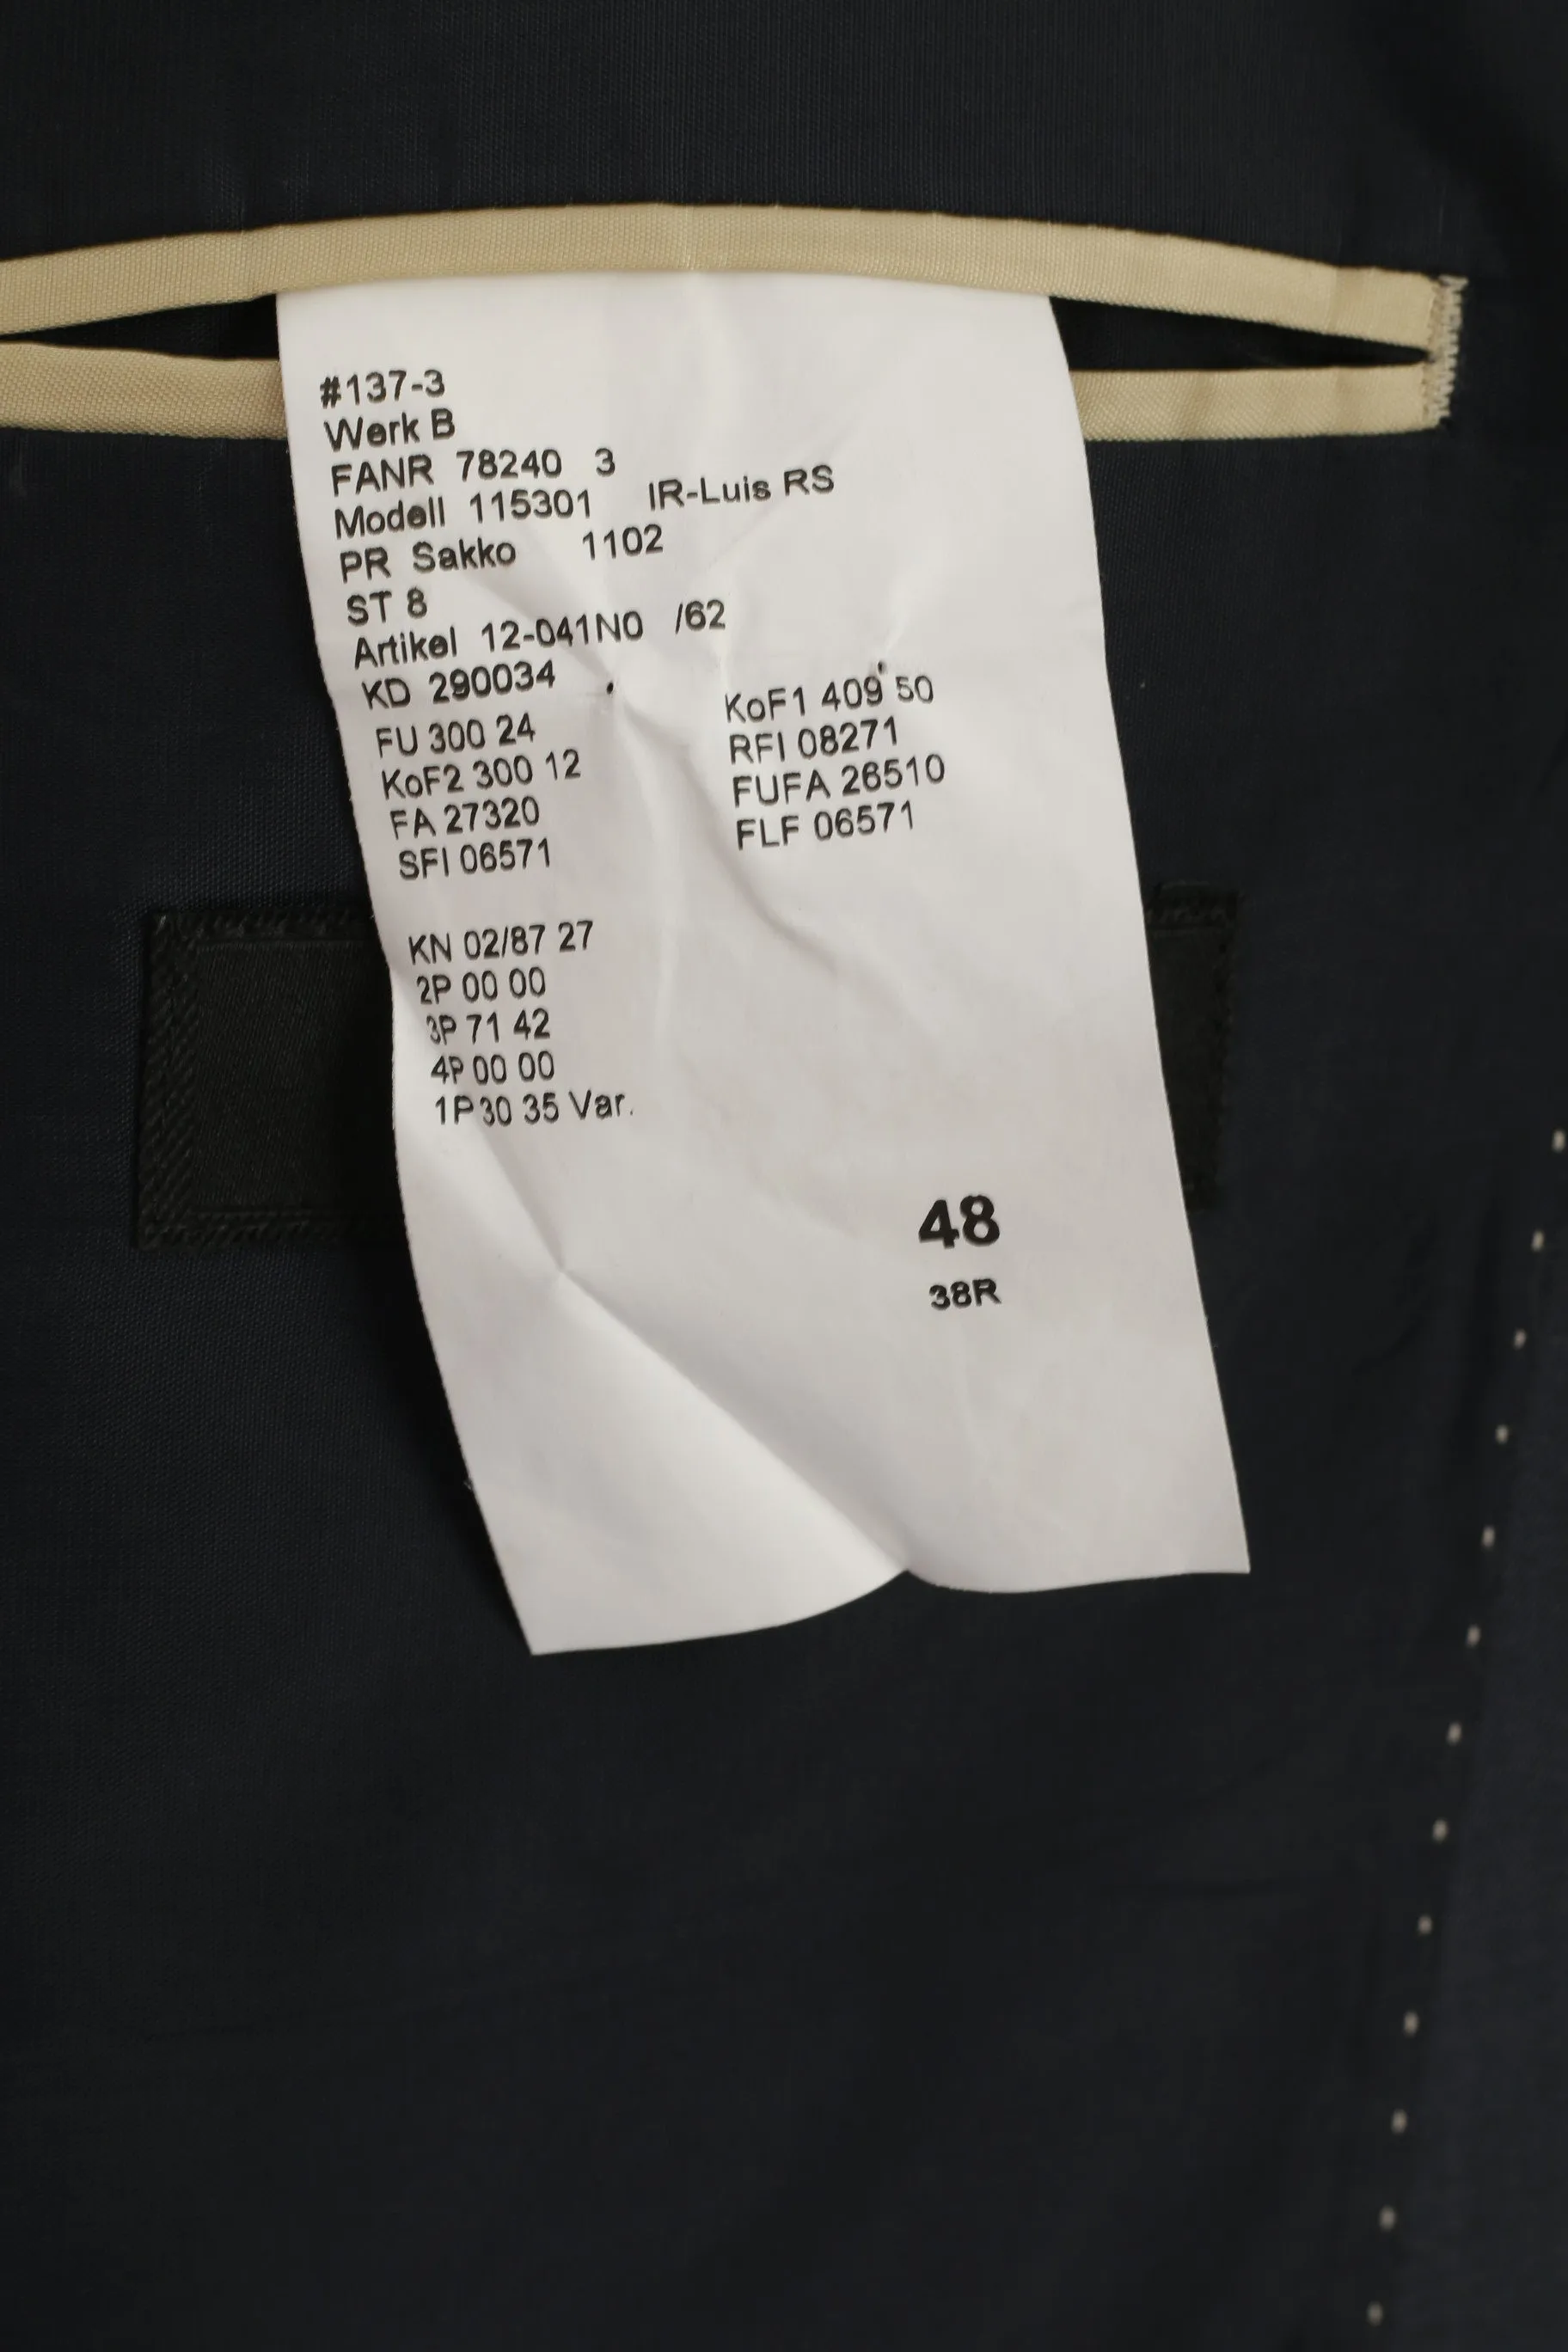 #137-3
Werk B
FANR 78240 3
Modell 115301 IR-Luis RS
PR Sakko 1102
ST 8
Artikel 12-041N0 /62
KD 290034
KoF1 409 50
FU 300 24
RFI 08271
KoF2 300 12
FUFA 26510
FA 27320
FLF 06571
SFI 06571
KN 02/87 27
2P 00 00
3P 71 42
4P 00 00
1P 30 35 Var.
48
38R